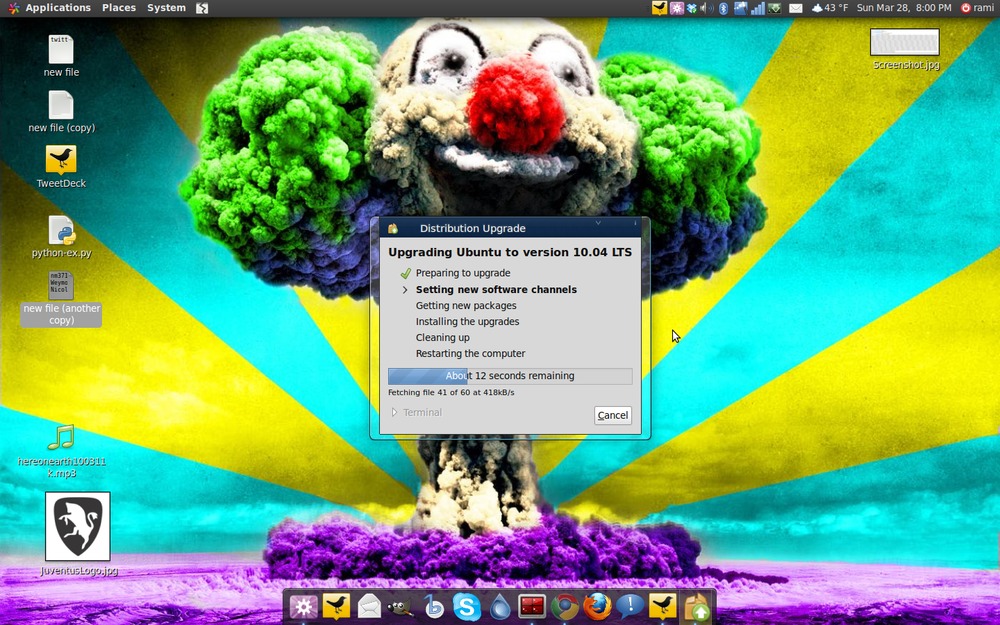 Applications Places System
43 °F Sun Mar 28, 8:00 PM rami
twitt
new file
new file (copy)
TweetDeck
python-ex.py
nm371
Weymo
Nicol
new file (another
copy)
hereonearth100311
k.mp3
JuventusLogo.jpg
Screenshot.jpg
Distribution Upgrade
Upgrading Ubuntu to version 10.04 LTS
Preparing to upgrade
Setting new software channels
Getting new packages
Installing the upgrades
Cleaning up
Restarting the computer
About 12 seconds remaining
Fetching file 41 of 60 at 418kB/s
Terminal
Cancel